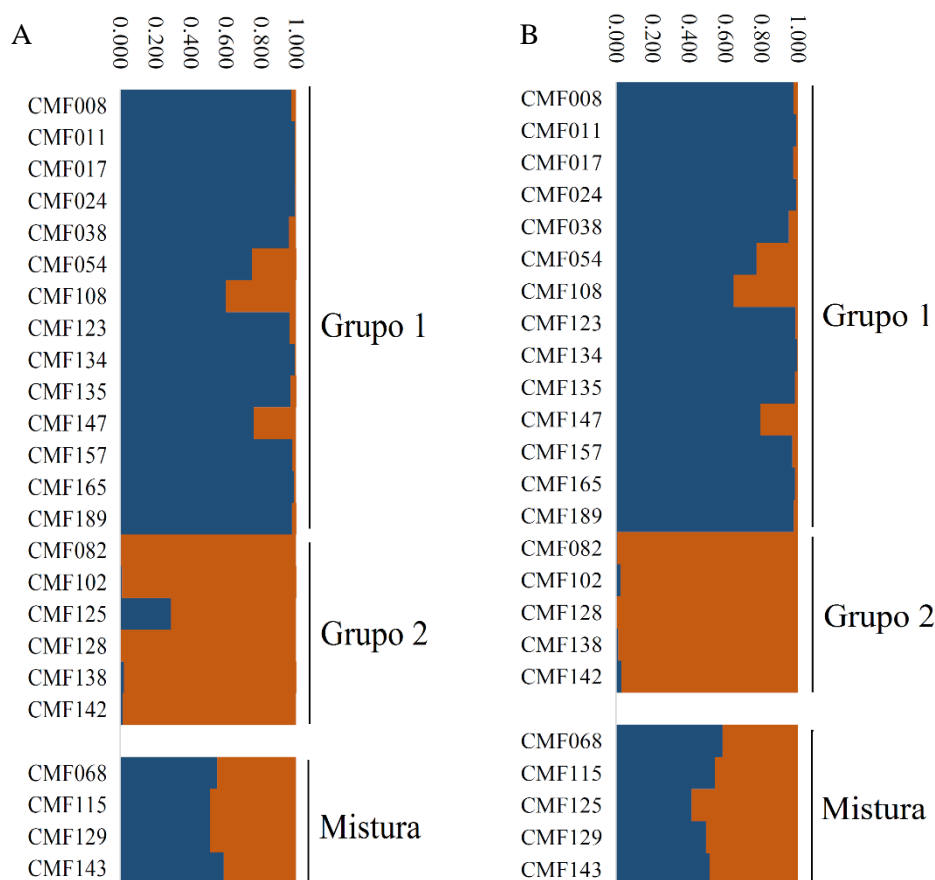 A
0.000
0.200
0.400
0.600
0.800
1.000
CMF008
CMF011
CMF017
CMF024
CMF038
CMF054
CMF108
CMF123
CMF134
CMF135
CMF147
CMF157
CMF165
CMF189
Grupo 1
CMF082
CMF102
CMF125
CMF128
CMF138
CMF142
Grupo 2
CMF068
CMF115
CMF129
CMF143
Mistura
B
0.000
0.200
0.400
0.600
0.800
1.000
CMF008
CMF011
CMF017
CMF024
CMF038
CMF054
CMF108
CMF123
CMF134
CMF135
CMF147
CMF157
CMF165
CMF189
Grupo 1
CMF082
CMF102
CMF128
CMF138
CMF142
Grupo 2
CMF068
CMF115
CMF125
CMF129
CMF143
Mistura